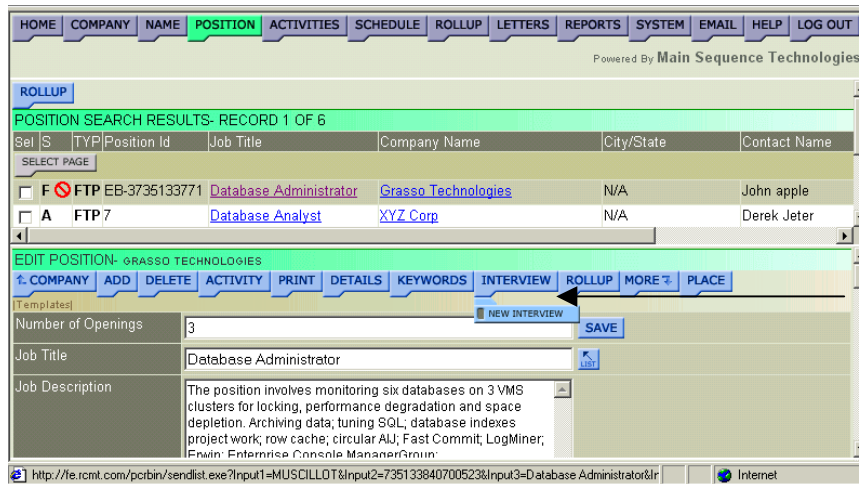 HOME COMPANY NAME POSITION ACTIVITIES SCHEDULE ROLLUP LETTERS REPORTS SYSTEM EMAIL HELP LOG OUT
Powered By Main Sequence Technologies
ROLLUP
POSITION SEARCH RESULTS- RECORD 1 OF 6
Sel S TYP Position Id Job Title Company Name City/State Contact Name
SELECT PAGE
F FTP EB-3735133771 Database Administrator Grasso Technologies N/A John apple
A FTP 7 Database Analyst XYZ Corp N/A Derek Jeter
EDIT POSITION- GRASSO TECHNOLOGIES
COMPANY ADD DELETE ACTIVITY PRINT DETAILS KEYWORDS INTERVIEW ROLLUP MORE PLACE
|Templates|
NEW INTERVIEW
Number of Openings 3 SAVE
Job Title Database Administrator LIST
Job Description The position involves monitoring six databases on 3 VMS
clusters for locking, performance degradation and space
depletion. Archiving data; tuning SQL; database indexes
project work; row cache; circular AIJ; Fast Commit; LogMiner;
Erwin; Enterprise Console ManagerGroup;
http://fe.rcmt.com/pcrbin/sendlist.exe?Input1=MUSCILLOT&Input2=735133840700523&Input3=Database Administrator&Ir Internet